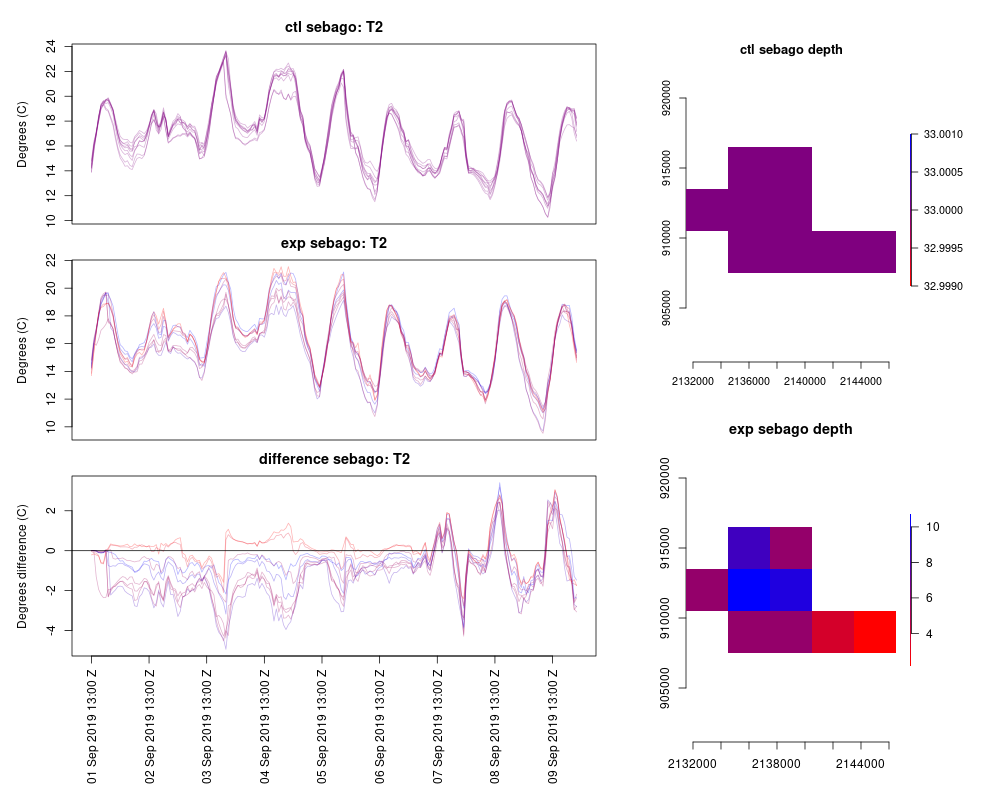 ctl sebago: T2
Degrees (C)
10 12 14 16 18 20 22 24
exp sebago: T2
Degrees (C)
10 12 14 16 18 20 22
difference sebago: T2
Degrees difference (C)
-4 -2 0 2
01 Sep 2019 13:00 Z
02 Sep 2019 13:00 Z
03 Sep 2019 13:00 Z
04 Sep 2019 13:00 Z
05 Sep 2019 13:00 Z
06 Sep 2019 13:00 Z
07 Sep 2019 13:00 Z
08 Sep 2019 13:00 Z
09 Sep 2019 13:00 Z
ctl sebago depth
905000 910000 915000 920000
33.0010
33.0005
33.0000
32.9995
32.9990
2132000 2136000 2140000 2144000
exp sebago depth
905000 910000 915000 920000
10
8
6
4
2132000 2138000 2144000